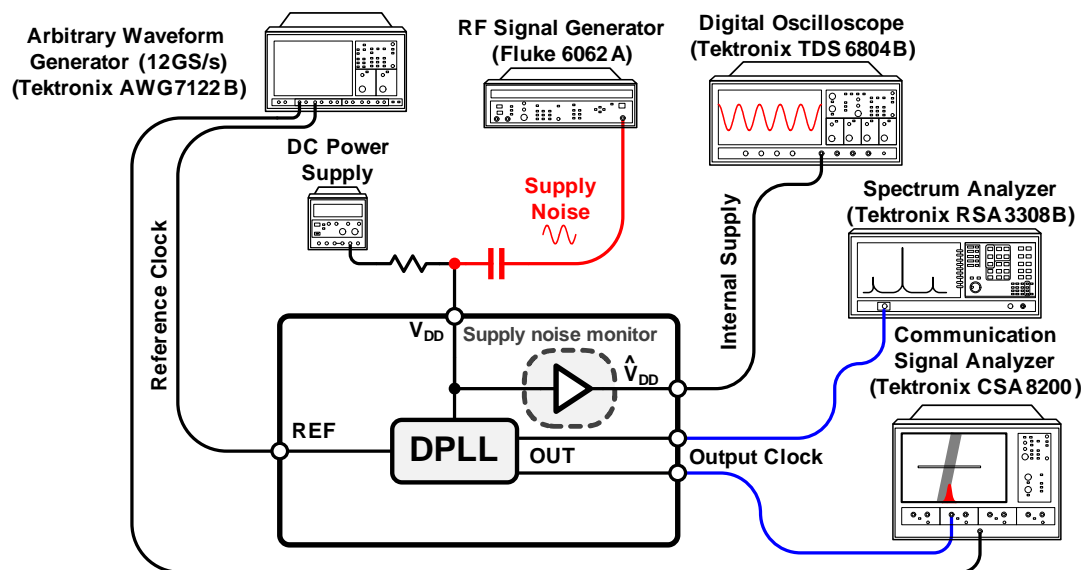 Arbitrary Waveform
Generator (12GS/s)
(Tektronix AWG7122B)
RF Signal Generator
(Fluke 6062A)
Digital Oscilloscope
(Tektronix TDS6804B)
DC Power
Supply
Supply
Noise
Spectrum Analyzer
(Tektronix RSA3308B)
Reference Clock
Internal Supply
VDD
Supply noise monitor
V̂DD
Communication
Signal Analyzer
(Tektronix CSA8200)
REF
DPLL
OUT
Output Clock